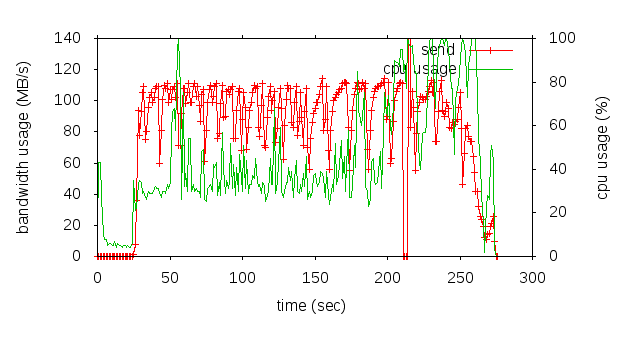 140 100
send
120 cpu usage 80
100
80 60
60 40
40
20 20
0 0
0 50 100 150 200 250 300
time (sec)
bandwidth usage (MB/s)
cpu usage (%)